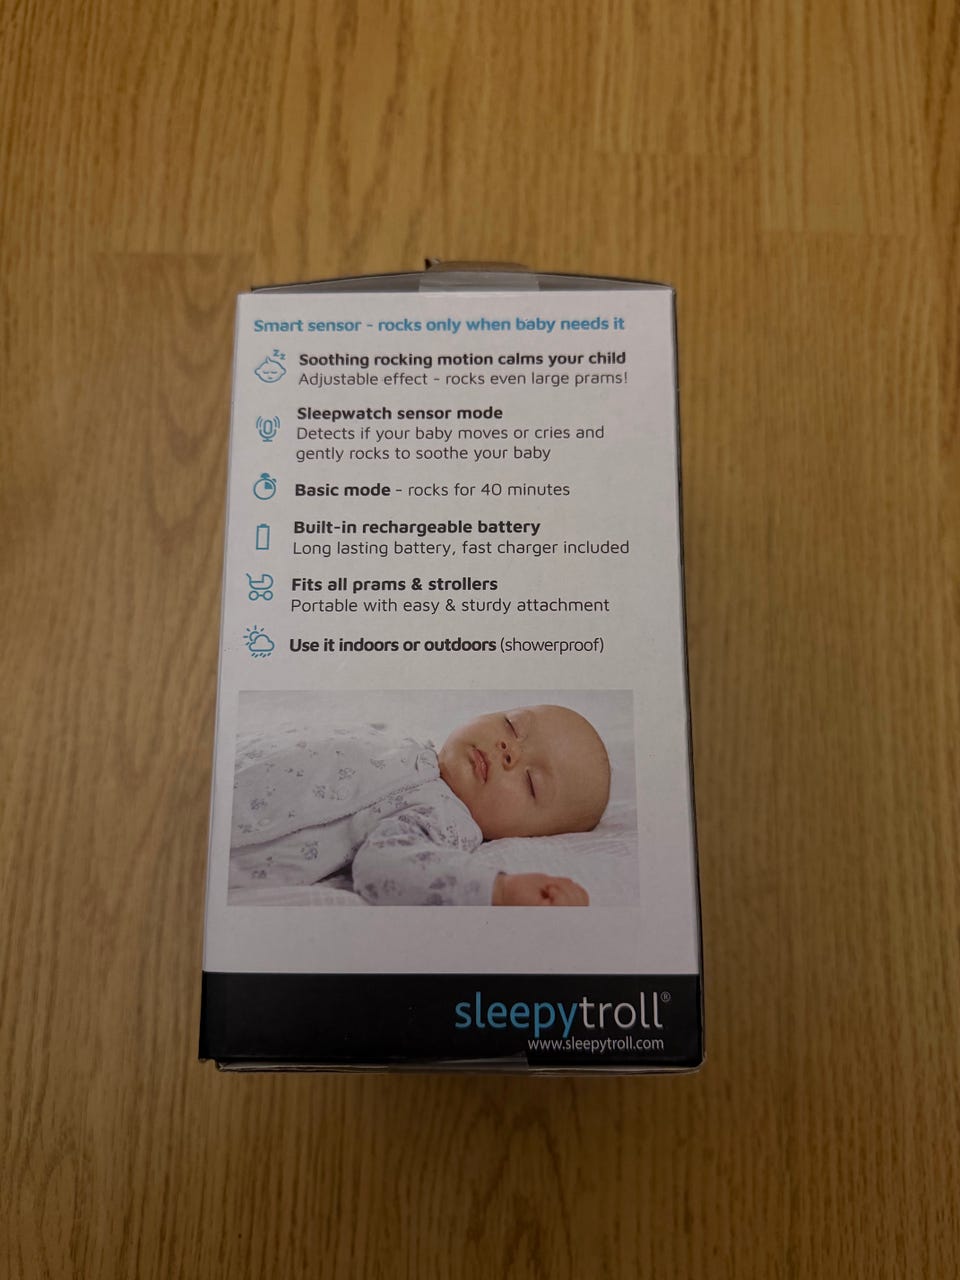 Smart sensor - rocks only when baby needs it
Soothing rocking motion calms your child
Adjustable effect - rocks even large prams!
Sleepwatch sensor mode
Detects if your baby moves or cries and
gently rocks to soothe your baby
Basic mode - rocks for 40 minutes
Built-in rechargeable battery
Long lasting battery, fast charger included
Fits all prams & strollers
Portable with easy & sturdy attachment
Use it indoors or outdoors (showerproof)
sleepytroll®
www.sleepytroll.com